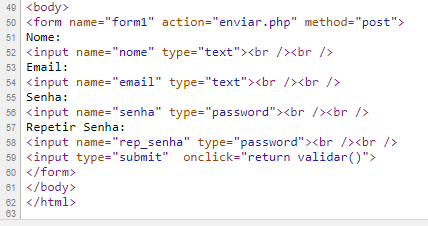 49 <body>
50 <form name="form1" action="enviar.php" method="post">
51 Nome:
52 <input name="nome" type="text"><br /><br />
53 Email:
54 <input name="email" type="text"><br /><br />
55 Senha:
56 <input name="senha" type="password"><br /><br />
57 Repetir Senha:
58 <input name="rep_senha" type="password"><br /><br />
59 <input type="submit"  onclick="return validar()">
60 </form>
61 </body>
62 </html>
63